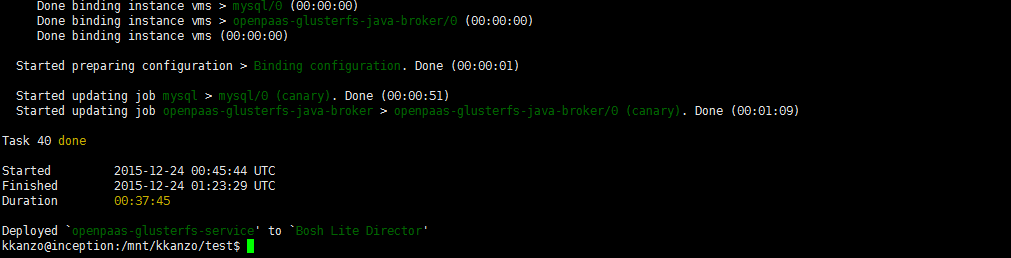 Done binding instance vms > mysql/0 (00:00:00)
Done binding instance vms > openpaas-glusterfs-java-broker/0 (00:00:00)
Done binding instance vms (00:00:00)
Started preparing configuration > Binding configuration. Done (00:00:01)
Started updating job mysql > mysql/0 (canary). Done (00:00:51)
Started updating job openpaas-glusterfs-java-broker > openpaas-glusterfs-java-broker/0 (canary). Done (00:01:09)
Task 40 done
Started 2015-12-24 00:45:44 UTC
Finished 2015-12-24 01:23:29 UTC
Duration 00:37:45
Deployed `openpaas-glusterfs-service' to `Bosh Lite Director'
kkanzo@inception:/mnt/kkanzo/test$